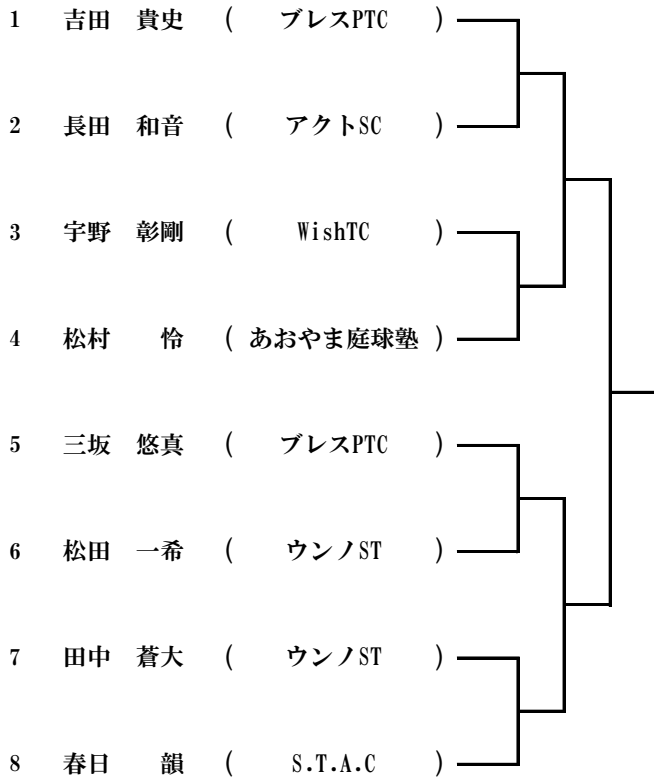 1 吉田 貴史 ( ブレスPTC )
2 長田 和音 ( アクトSC )
3 宇野 彰剛 ( WishTC )
4 松村 怜 ( あおやま庭球塾 )
5 三坂 悠真 ( ブレスPTC )
6 松田 一希 ( ウンノST )
7 田中 蒼大 ( ウンノST )
8 春日 韻 ( S.T.A.C )